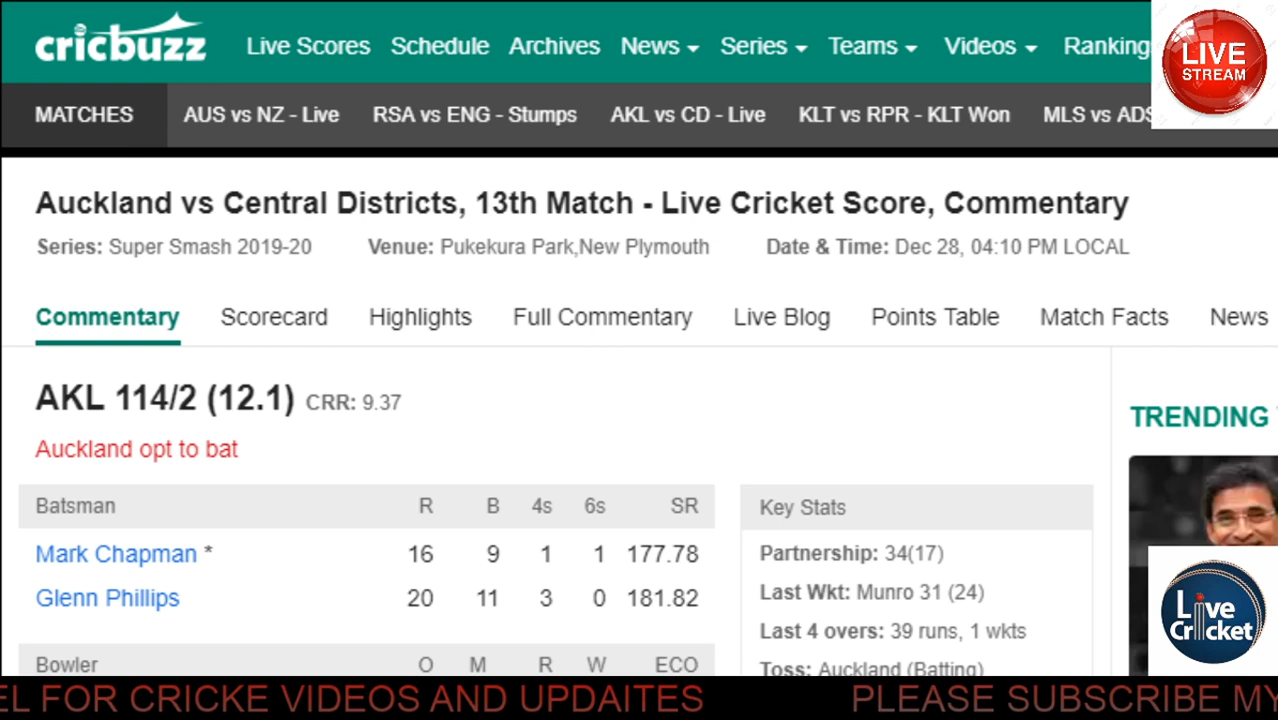 cricbuzz Live Scores Schedule Archives News Series Teams Videos Ranking
LIVE
STREAM
MATCHES AUS vs NZ - Live RSA vs ENG - Stumps AKL vs CD - Live KLT vs RPR - KLT Won MLS vs ADS
Auckland vs Central Districts, 13th Match - Live Cricket Score, Commentary
Series: Super Smash 2019-20 Venue: Pukekura Park,New Plymouth Date & Time: Dec 28, 04:10 PM LOCAL
Commentary Scorecard Highlights Full Commentary Live Blog Points Table Match Facts News
AKL 114/2 (12.1) CRR: 9.37
TRENDING
Auckland opt to bat
Batsman R B 4s 6s SR
Mark Chapman * 16 9 1 1 177.78
Glenn Phillips 20 11 3 0 181.82
Bowler O M R W ECO
Key Stats
Partnership: 34(17)
Last Wkt: Munro 31 (24)
Last 4 overs: 39 runs, 1 wkts
Toss: Auckland (Batting)
Live
Cricket
EL FOR CRICKE VIDEOS AND UPDAITES PLEASE SUBSCRIBE MY